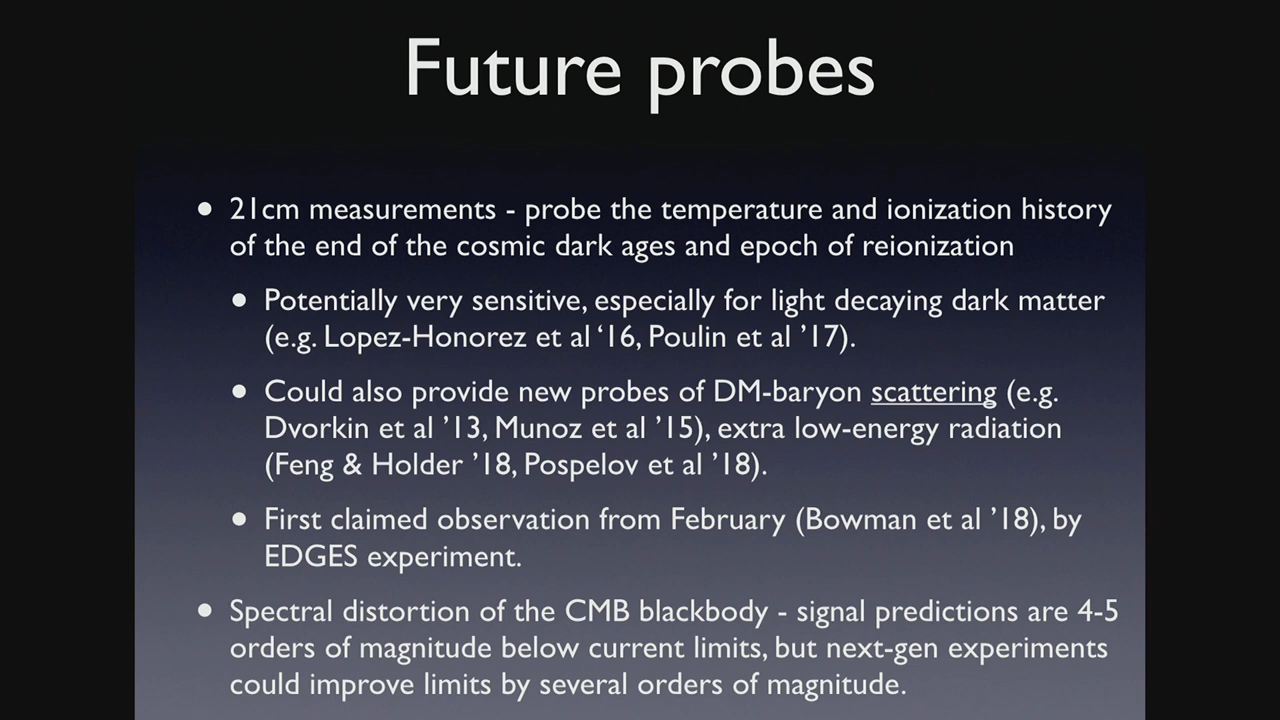 Future probes
• 21cm measurements - probe the temperature and ionization history
of the end of the cosmic dark ages and epoch of reionization
• Potentially very sensitive, especially for light decaying dark matter
(e.g. Lopez-Honorez et al ‘16, Poulin et al ’17).
• Could also provide new probes of DM-baryon scattering (e.g.
Dvorkin et al ’13, Munoz et al ’15), extra low-energy radiation
(Feng & Holder ’18, Pospelov et al ’18).
• First claimed observation from February (Bowman et al ’18), by
EDGES experiment.
• Spectral distortion of the CMB blackbody - signal predictions are 4-5
orders of magnitude below current limits, but next-gen experiments
could improve limits by several orders of magnitude.